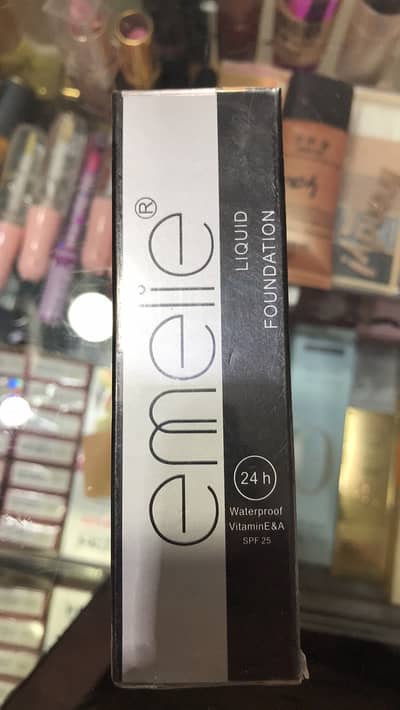 emelie®
LIQUID
FOUNDATION
24 h
Waterproof
VitaminE&A
SPF 25